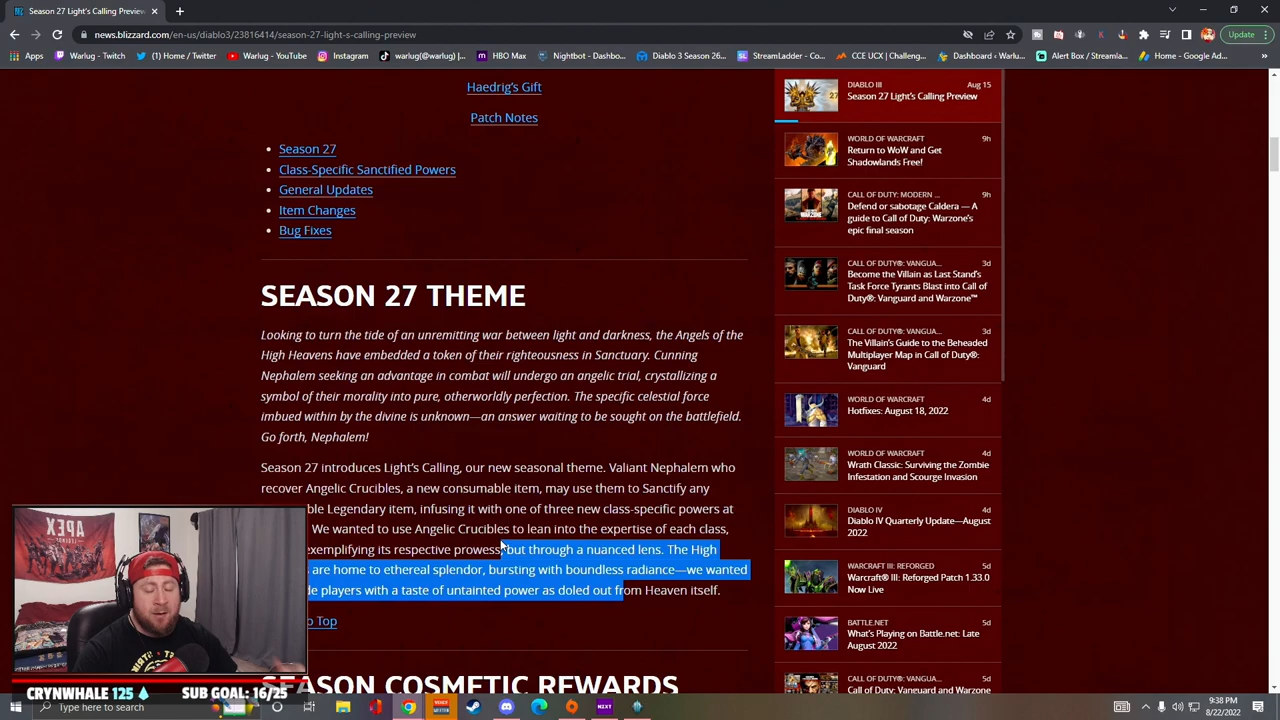 Season 27 Light's Calling Preview
news.blizzard.com/en-us/diablo3/23816414/season-27-light-s-calling-preview
Update
Apps
Twitter
Warlug - YouTube
Instagram
warlug(@warlug) |...
HBO Max
Nightbot - Dashbo...
Diablo 3 Season 26...
StreamLadder - Co...
CCE UCX | Challeng...
Dashboard • Warlu...
Alert Box / Streamla...
Home - Google Ad...
Haedrig's Gift
Patch Notes
Season 27
Class-Specific Sanctified Powers
General Updates
Item Changes
Bug Fixes
SEASON 27 THEME
Looking to turn the tide of an unremitting war between light and darkness, the Angels of the
High Heavens have embedded a token of their righteousness in Sanctuary. Cunning
Nephalem seeking an advantage in combat will undergo an angelic trial, crystallizing a
symbol of their morality into pure, otherworldly perfection. The specific celestial force
imbued within by the divine is unknown—an answer waiting to be sought on the battlefield.
Go forth, Nephalem!
Season 27 introduces Light's Calling, our new seasonal theme. Valiant Nephalem who
recover Angelic Crucibles, a new consumable item, may use them to Sanctify any
ble Legendary item, infusing it with one of three new class-specific powers at
We wanted to use Angelic Crucibles to lean into the expertise of each class,
exemplifying its respective prowess but through a nuanced lens. The High
are home to ethereal splendor, bursting with boundless radiance—we wanted
de players with a taste of untainted power as doled out from Heaven itself.
o Top
SEASON COSMETIC REWARDS
DIABLO III
Aug 15
Season 27 Light's Calling Preview
WORLD OF WARCRAFT
9h
Return to WoW and Get
Shadowlands Free!
CALL OF DUTY: MODERN ...
9h
Defend or sabotage Caldera — A
guide to Call of Duty: Warzone's
epic final season
CALL OF DUTY®: VANGUA...
3d
Become the Villain as Last Stand's
Task Force Tyrants Blast into Call of
Duty®: Vanguard and Warzone™
CALL OF DUTY®: VANGUA...
3d
The Villain's Guide to the Beheaded
Multiplayer Map in Call of Duty®:
Vanguard
WORLD OF WARCRAFT
4d
Hotfixes: August 18, 2022
WORLD OF WARCRAFT
4d
Wrath Classic: Surviving the Zombie
Infestation and Scourge Invasion
DIABLO IV
4d
Diablo IV Quarterly Update—August
2022
WARCRAFT III: REFORGED
5d
Warcraft® III: Reforged Patch 1.33.0
Now Live
BATTLE.NET
5d
What's Playing on Battle.net: Late
August 2022
CALL OF DUTY®: VANGUA...
5d
Call of Duty: Vanguard and Warzone
APEX
CRYNWHALE 125
SUB GOAL: 16/25
Type here to search
9:38 PM
8/22/2022